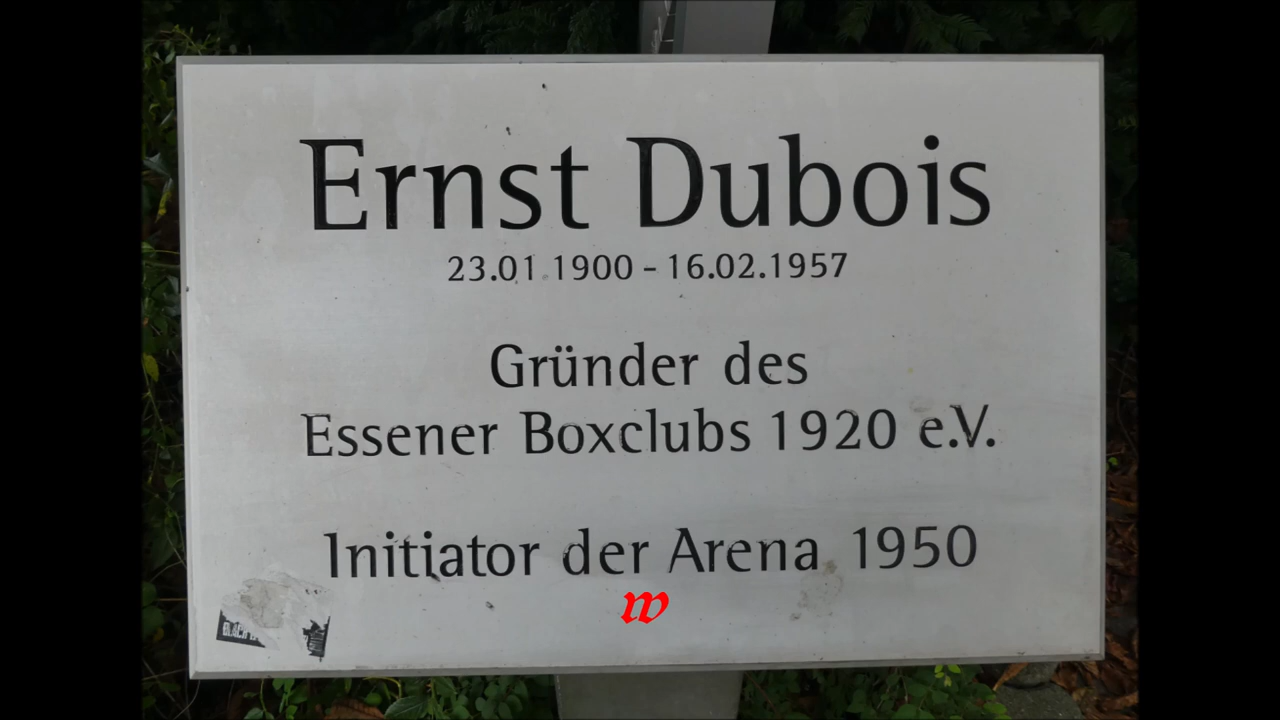 Ernst Dubois
23.01.1900 - 16.02.1957
Gründer des
Essener Boxclubs 1920 e.V.
Initiator der Arena 1950
w